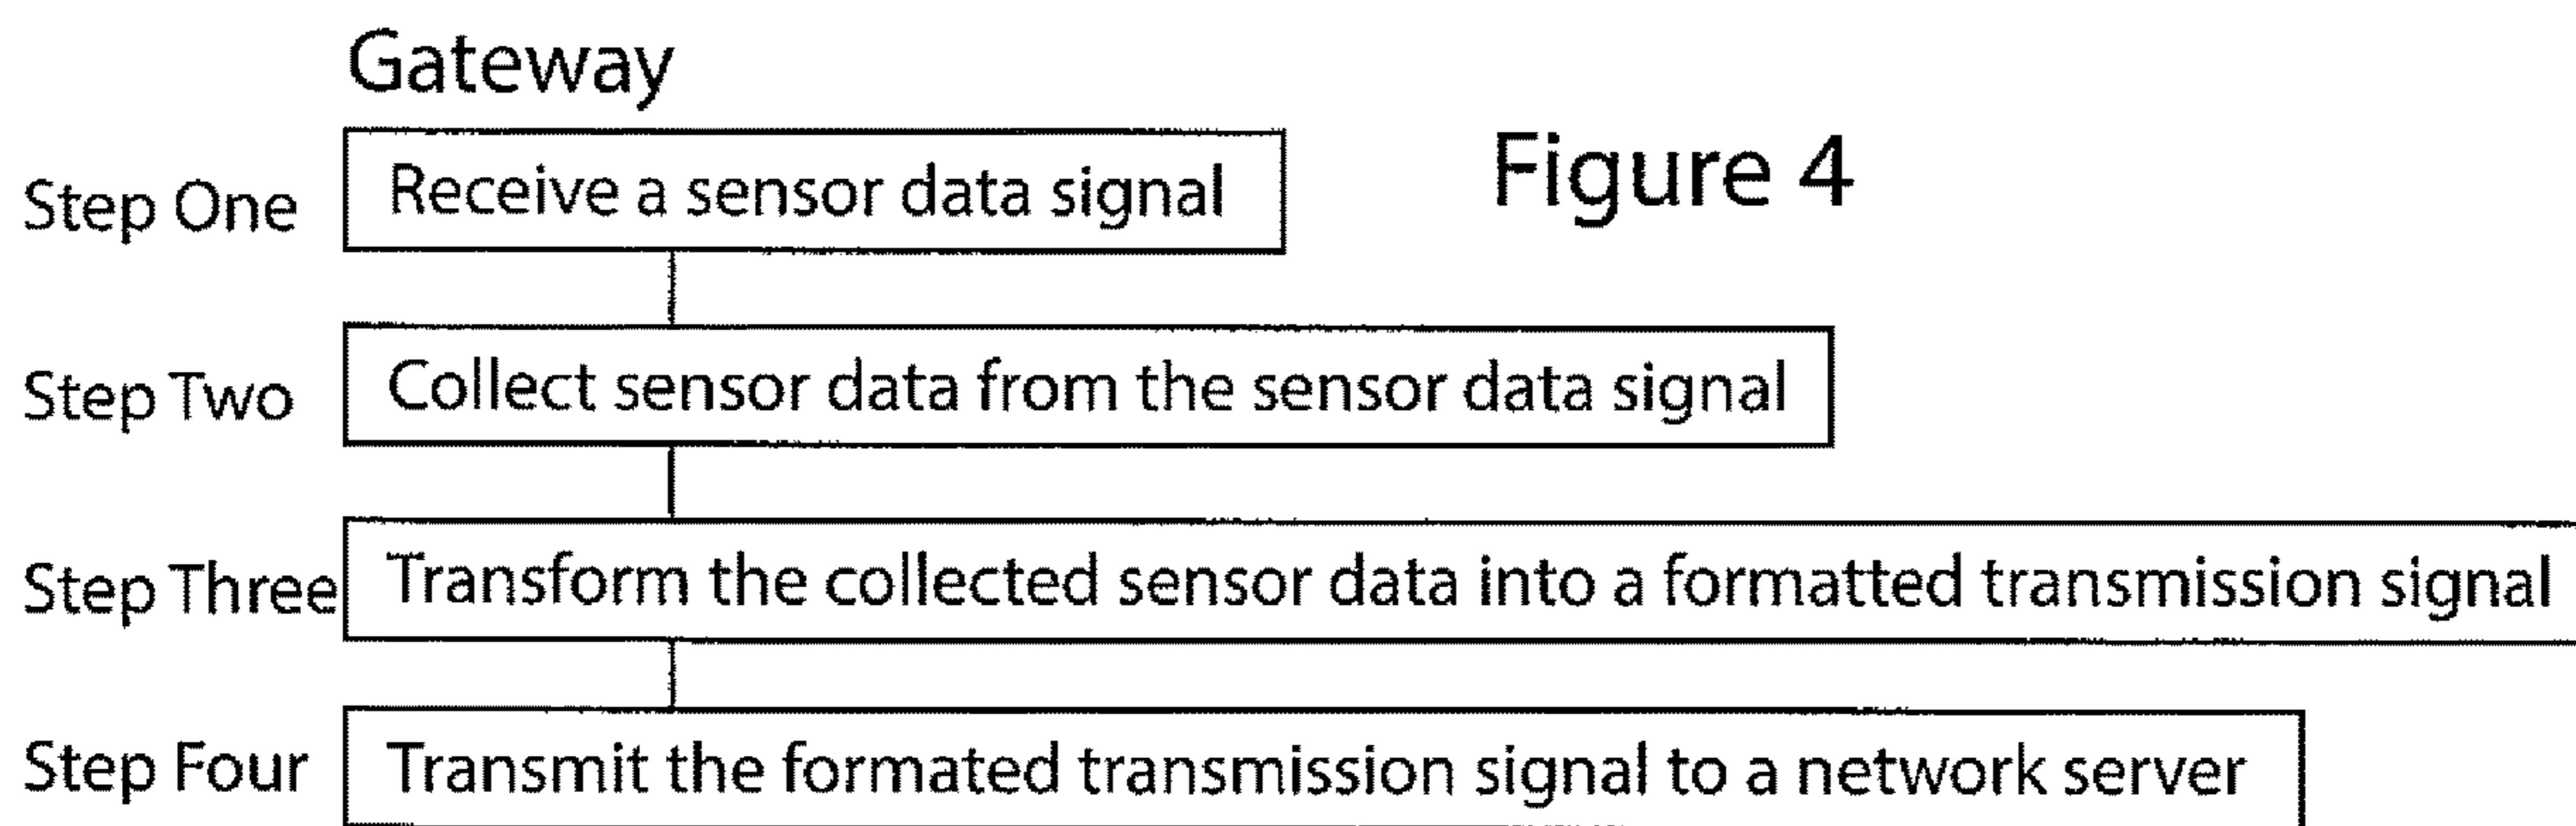 Gateway
Figure 4
Step One
Receive a sensor data signal
Step Two
Collect sensor data from the sensor data signal
Step Three
Transform the collected sensor data into a formatted transmission signal
Step Four
Transmit the formated transmission signal to a network server